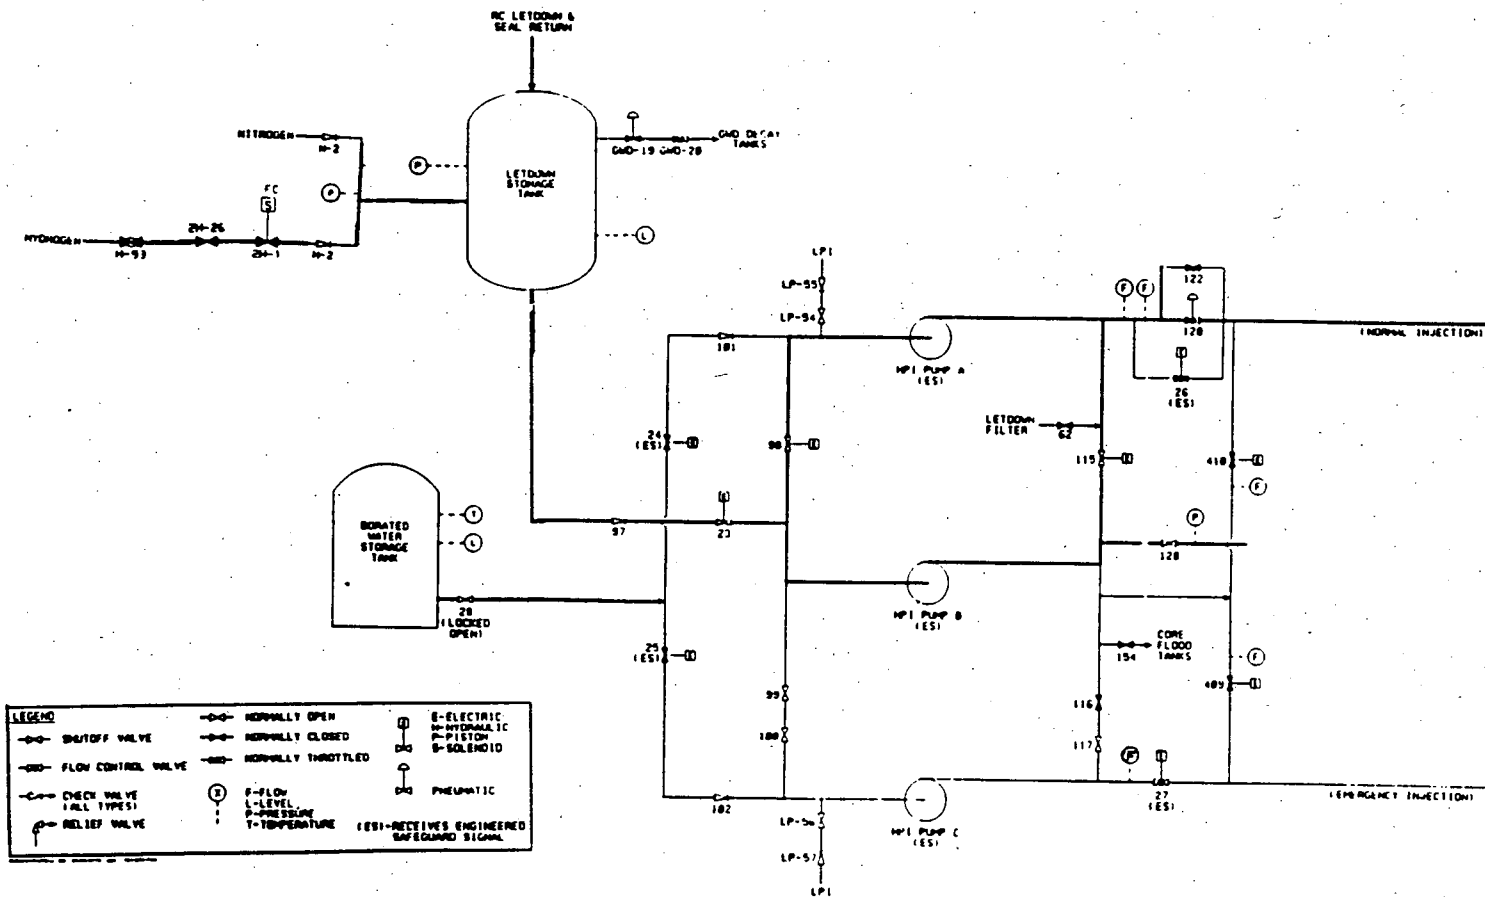 RC LETDOWN &
SEAL RETURN
NITROGEN
N-2
P
P
FC
S
HYDROGEN
H-93
2H-26
2H-1
H-2
LETDOWN
STORAGE
TANK
GWD-19 GWD-20
GWD DECAY
TANKS
L
LPI
LP-55
LP-54
101
HPI PUMP A
(ES)
F F
122
120
E
26
(ES)
(NORMAL INJECTION)
24
(ES)
98
E
LETDOWN
FILTER
62
115
410
F
BORATED
WATER
STORAGE
TANK
T
L
97
23
P
128
28
(LOCKED
OPEN)
HPI PUMP B
(ES)
25
(ES)
E
CORE
FLOOD
TANKS
154
F
409
99
100
116
117
102
HPI PUMP C
(ES)
F
27
(ES)
(EMERGENCY INJECTION)
LP-56
LP-57
LPI
LEGEND
SHUTOFF VALVE
FLOW CONTROL VALVE
CHECK VALVE
(ALL TYPES)
RELIEF VALVE
NORMALLY OPEN
NORMALLY CLOSED
NORMALLY THROTTLED
X
F-FLOW
L-LEVEL
P-PRESSURE
T-TEMPERATURE
E-ELECTRIC
H-HYDRAULIC
P-PISTON
S-SOLENOID
PNEUMATIC
(ES)-RECEIVES ENGINEERED
SAFEGUARD SIGNAL